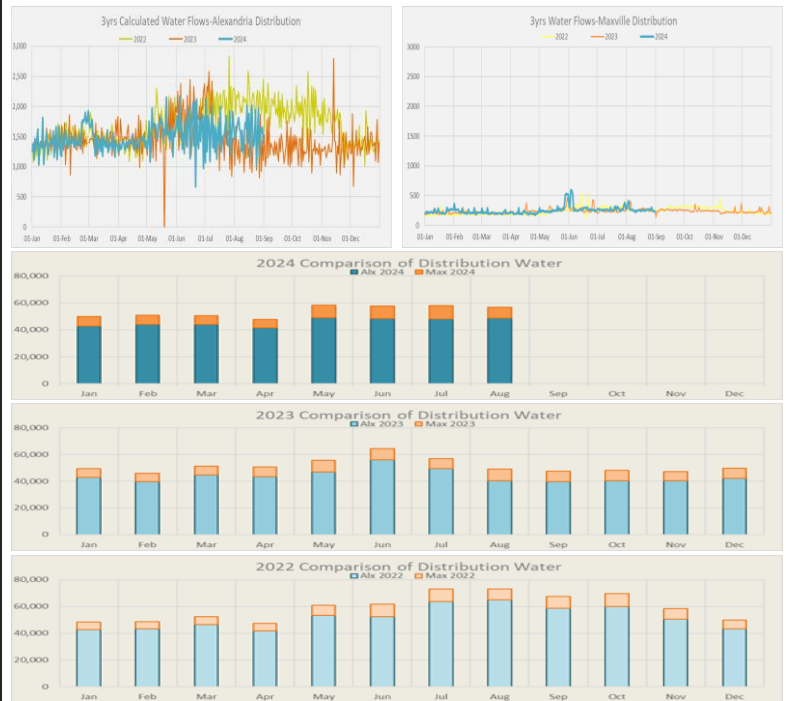 3yrs Calculated Water Flows-Alexandria Distribution
2022 2023 2024
3,000
2,500
2,000
1,500
1,000
500
0
01-Jan 01-Feb 01-Mar 01-Apr 01-May 01-Jun 01-Jul 01-Aug 01-Sep 01-Oct 01-Nov 01-Dec
3yrs Water Flows-Maxville Distribution
2022 2023 2024
3000
2500
2000
1500
1000
500
0
01-Jan 01-Feb 01-Mar 01-Apr 01-May 01-Jun 01-Jul 01-Aug 01-Sep 01-Oct 01-Nov 01-Dec
2024 Comparison of Distribution Water
Alx 2024 Max 2024
80,000
60,000
40,000
20,000
0
Jan Feb Mar Apr May Jun Jul Aug Sep Oct Nov Dec
2023 Comparison of Distribution Water
Alx 2023 Max 2023
80,000
60,000
40,000
20,000
0
Jan Feb Mar Apr May Jun Jul Aug Sep Oct Nov Dec
2022 Comparison of Distribution Water
Alx 2022 Max 2022
80,000
60,000
40,000
20,000
0
Jan Feb Mar Apr May Jun Jul Aug Sep Oct Nov Dec